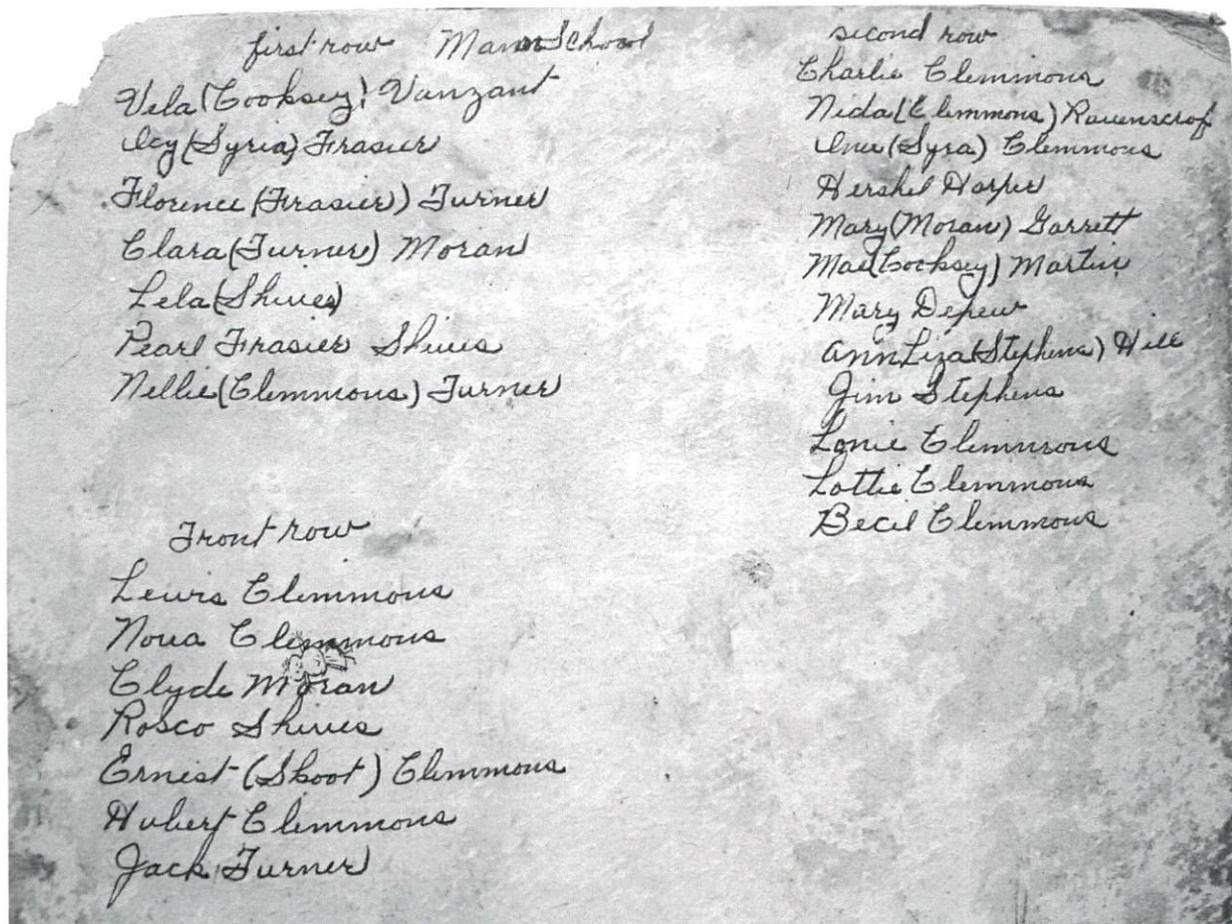 first row Mann School
Vela (Cooksey) Vanzant
Icy (Syria) Frasier
Florence (Frasier) Turner
Clara (Turner) Moran
Lela (Shives)
Pearl Frasier Shives
Nellie (Clemmons) Turner
second row
Charlie Clemmons
Nida (Clemmons) Ravenscrof
(Syra) Clemmons
Hershel Harper
Mary (Moran) Garrett
Mae (Cooksey) Martin
Mary Depew
Ann Liza (Stephens) Hill
Jim Stephens
Lonie Clemmons
Lottie Clemmons
Becil Clemmons
Front row
Lewis Clemmons
Nova Clemmons
Clyde Moran
Rosco Shives
Ernest (Skoot) Clemmons
Hubert Clemmons
Jack Turner